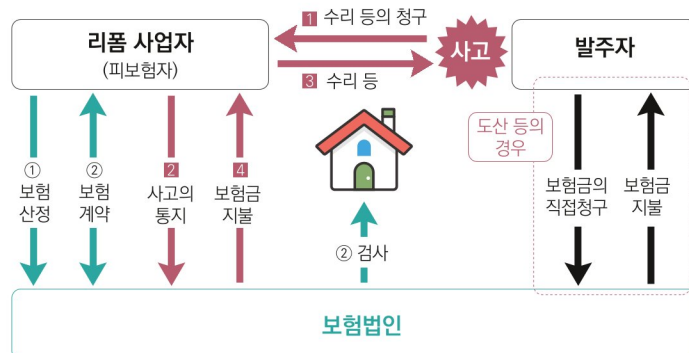 1 수리 등의 청구
리폼 사업자
(피보험자)
사고
발주자
3 수리 등
도산 등의
경우
①
보험
산정
②
보험
계약
2
사고의
통지
4
보험금
지불
② 검사
보험금의
직접청구
보험금
지불
보험법인